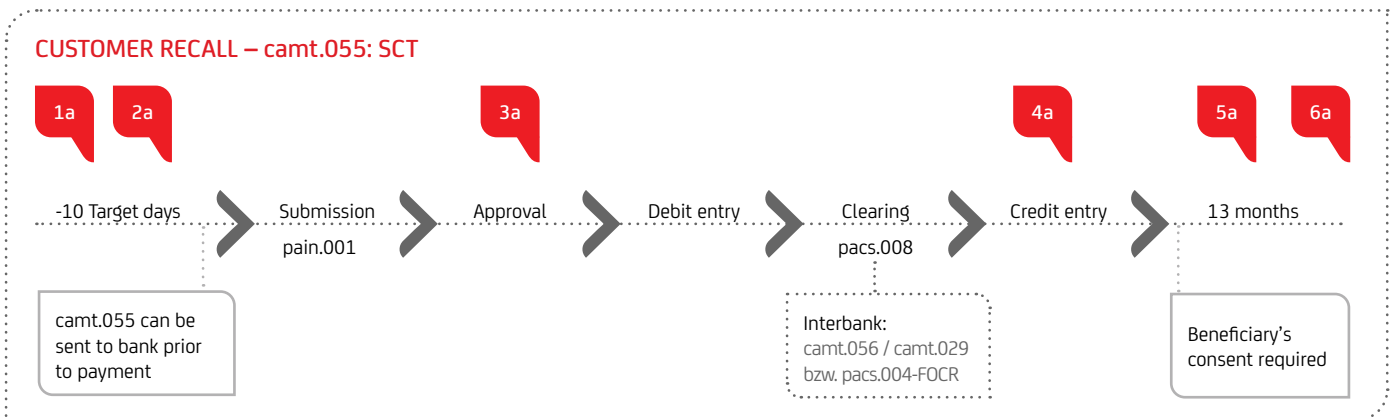 CUSTOMER RECALL – camt.055: SCT
1a
2a
3a
4a
5a
6a
-10 Target days
Submission
Approval
Debit entry
Clearing
Credit entry
13 months
pain.001
pacs.008
camt.055 can be
sent to bank prior
to payment
Interbank:
camt.056 / camt.029
bzw. pacs.004-FOCR
Beneficiary’s
consent required